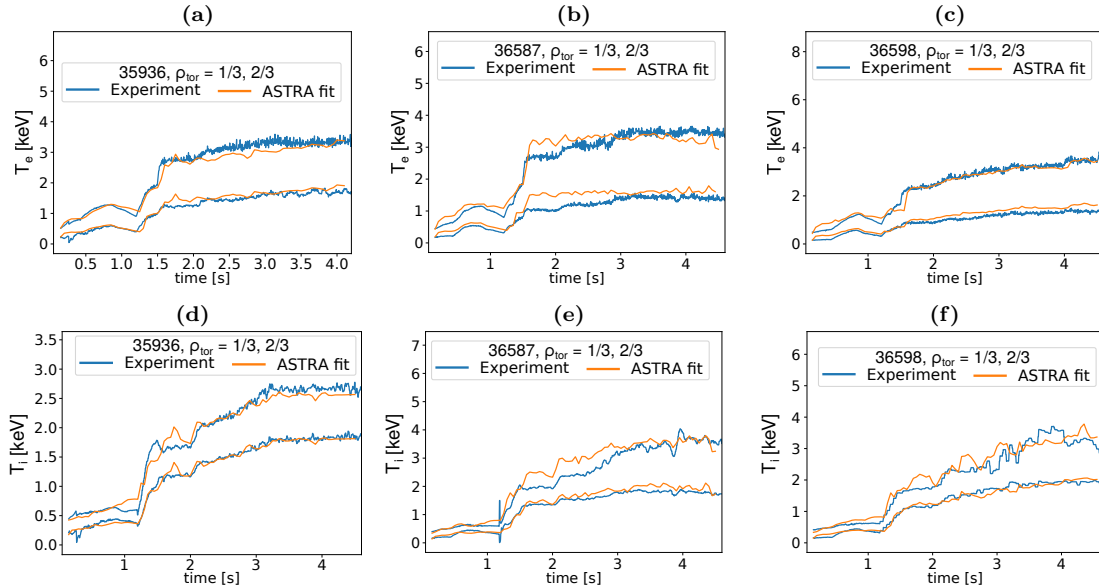 (a)
35936, ρtor = 1/3, 2/3
Experiment ASTRA fit
Te [keV]
6
5
4
3
2
1
0
0.5 1.0 1.5 2.0 2.5 3.0 3.5 4.0
time [s]
(b)
36587, ρtor = 1/3, 2/3
Experiment ASTRA fit
Te [keV]
6
5
4
3
2
1
0
1 2 3 4
time [s]
(c)
36598, ρtor = 1/3, 2/3
Experiment ASTRA fit
Te [keV]
8
6
4
2
0
1 2 3 4
time [s]
(d)
35936, ρtor = 1/3, 2/3
Experiment ASTRA fit
Ti [keV]
3.5
3.0
2.5
2.0
1.5
1.0
0.5
0.0
1 2 3 4
time [s]
(e)
36587, ρtor = 1/3, 2/3
Experiment ASTRA fit
Ti [keV]
7
6
5
4
3
2
1
0
1 2 3 4
time [s]
(f)
36598, ρtor = 1/3, 2/3
Experiment ASTRA fit
Ti [keV]
6
5
4
3
2
1
0
1 2 3 4
time [s]